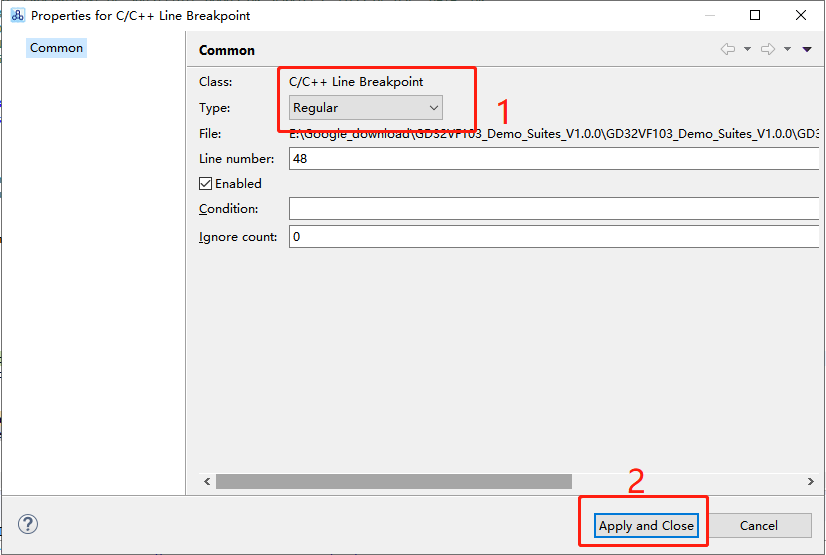 Properties for C/C++ Line Breakpoint
Common
Common
Class: C/C++ Line Breakpoint
Type: Regular
1
File: E:\Google_download\GD32VF103_Demo_Suites_V1.0.0\GD32VF103_Demo_Suites_V1.0.0\GD3
Line number: 48
Enabled
Condition:
Ignore count: 0
2
Apply and Close
Cancel